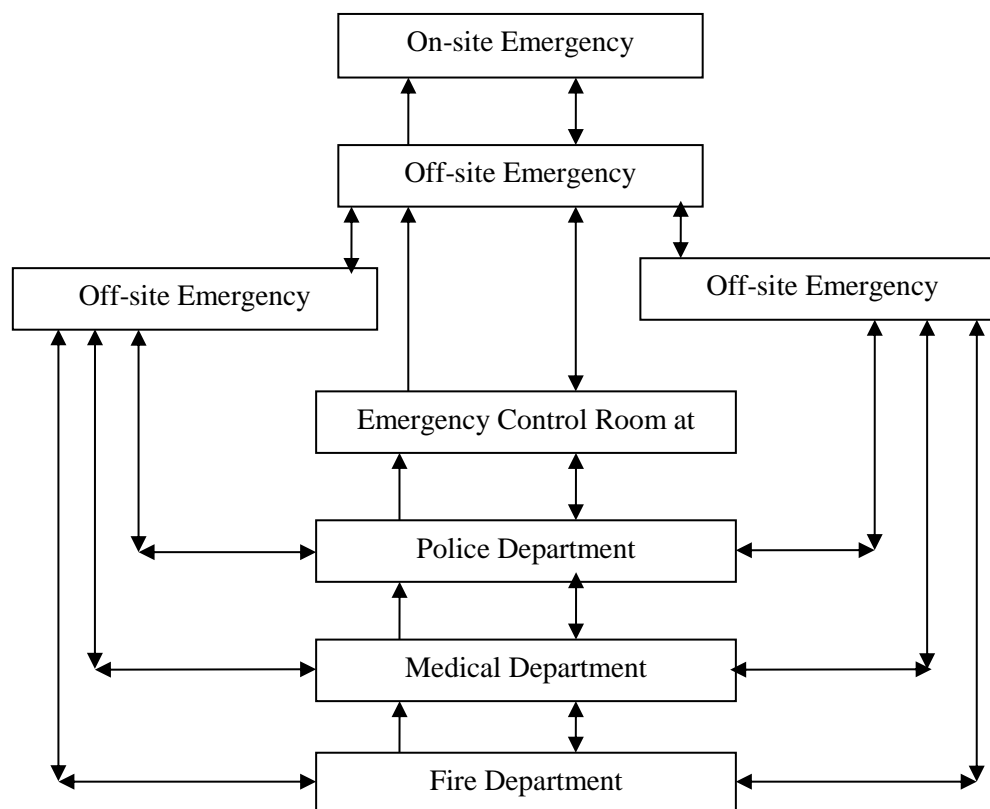 On-site Emergency
Off-site Emergency
Off-site Emergency
Off-site Emergency
Emergency Control Room at
Police Department
Medical Department
Fire Department